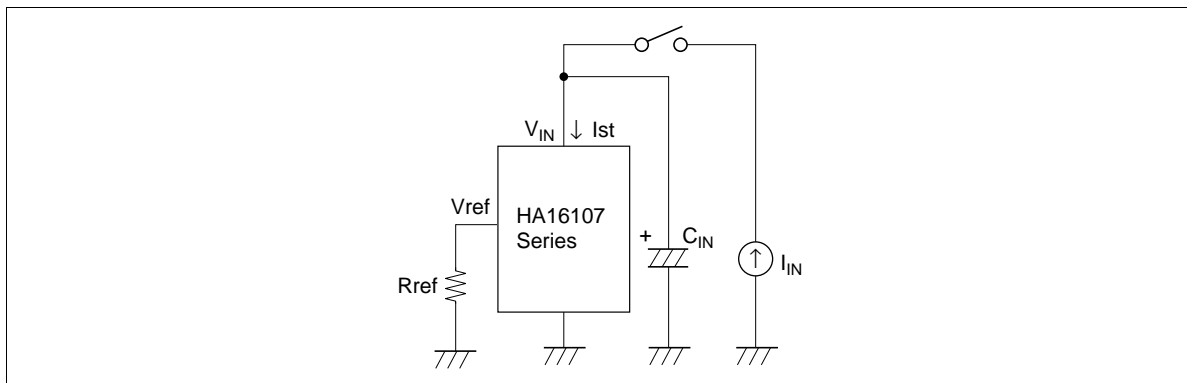 V_IN ↓ Ist
Vref
HA16107
Series
+ C_IN
↑ I_IN
Rref